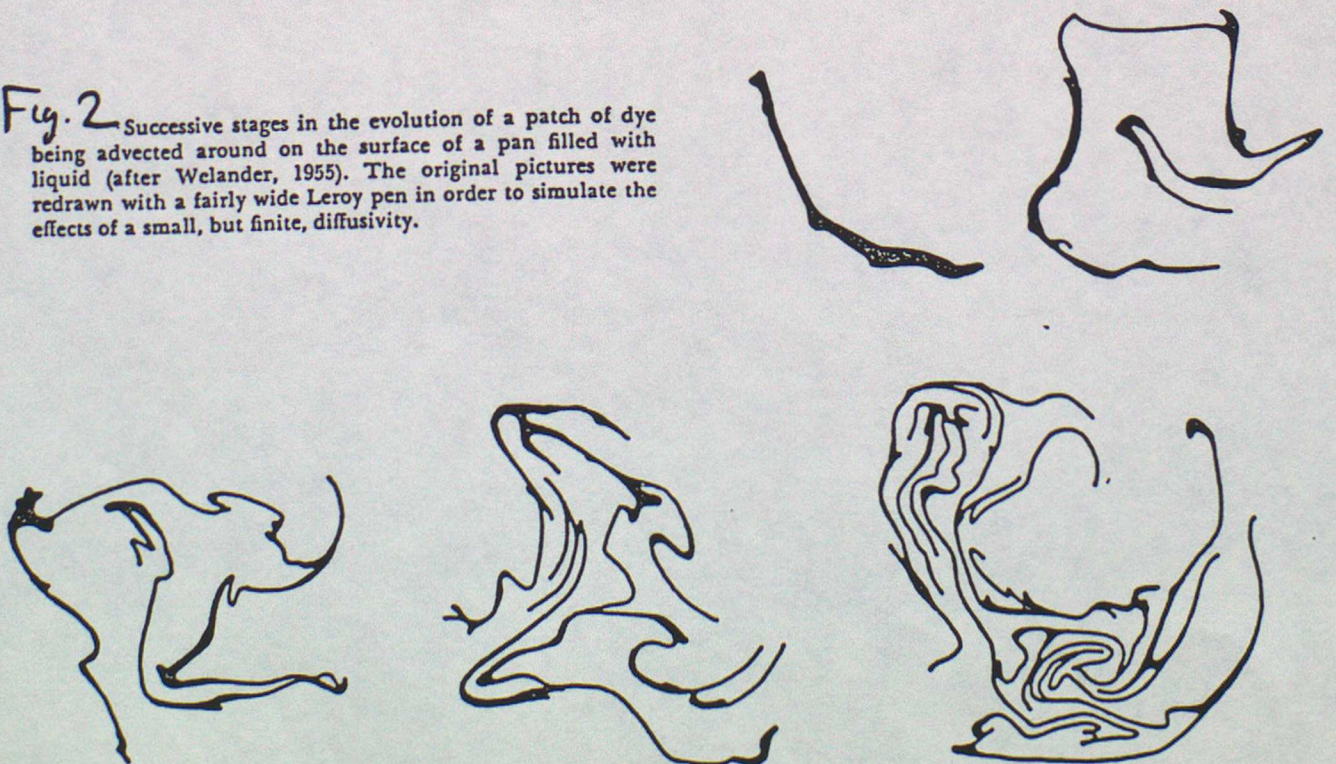 Fig. 2 Successive stages in the evolution of a patch of dye
being advected around on the surface of a pan filled with
liquid (after Welander, 1955). The original pictures were
redrawn with a fairly wide Leroy pen in order to simulate the
effects of a small, but finite, diffusivity.